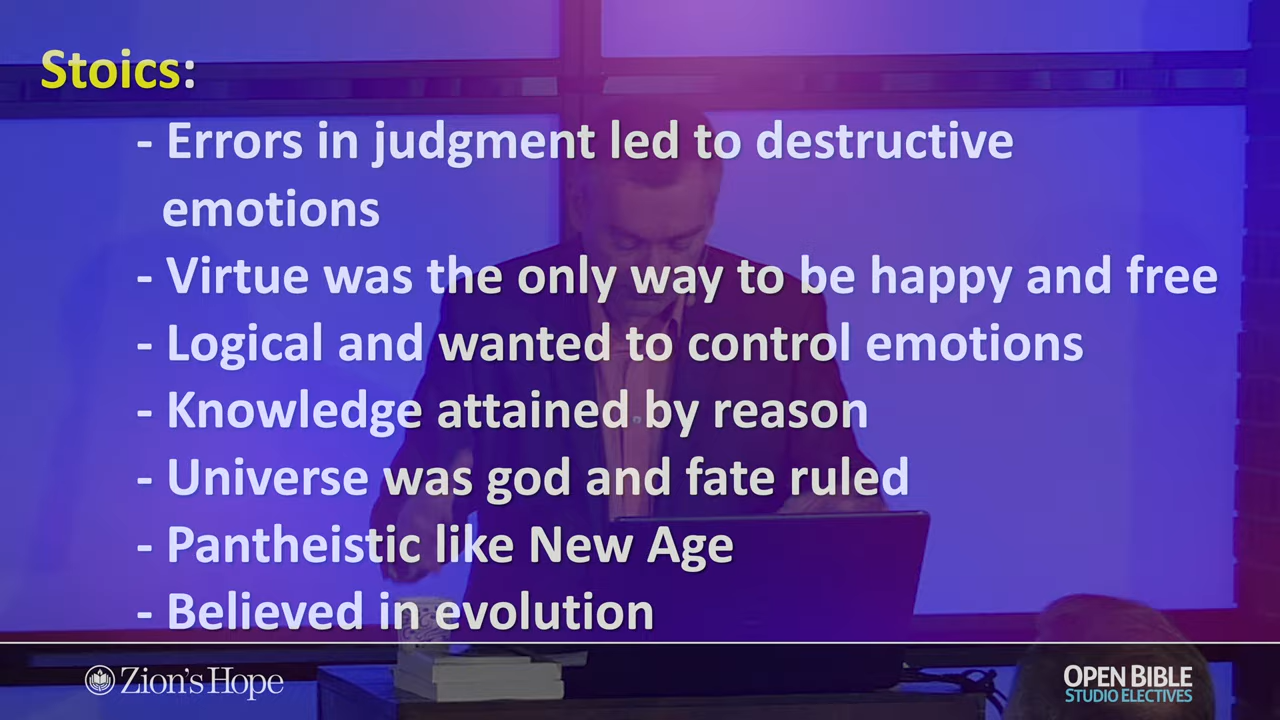 Stoics:
- Errors in judgment led to destructive
emotions
- Virtue was the only way to be happy and free
- Logical and wanted to control emotions
- Knowledge attained by reason
- Universe was god and fate ruled
- Pantheistic like New Age
- Believed in evolution
Zion's Hope
OPEN BIBLE
STUDIO ELECTIVES